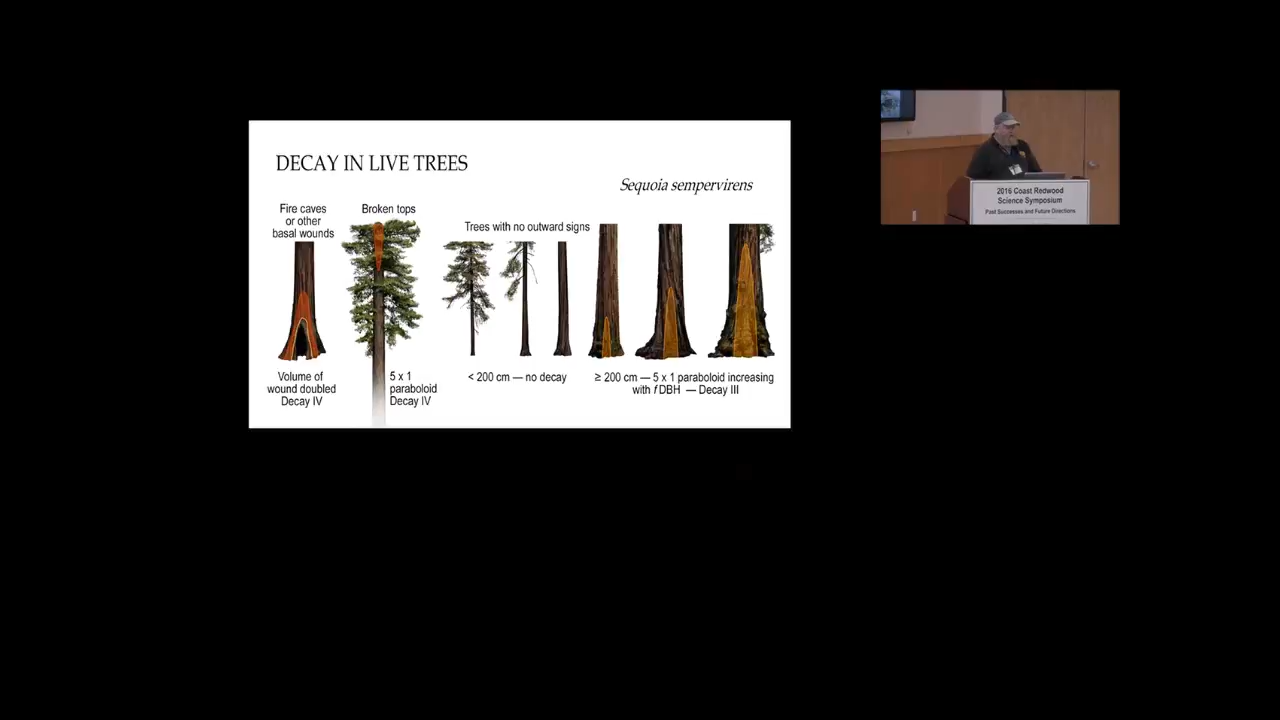 DECAY IN LIVE TREES
Sequoia sempervirens
Fire caves
or other
basal wounds
Broken tops
Trees with no outward signs
Volume of
wound doubled
Decay IV
5 x 1
paraboloid
Decay IV
< 200 cm — no decay
≥ 200 cm — 5 x 1 paraboloid increasing
with f DBH — Decay III
2016 Coast Redwood
Science Symposium
Past Successes and Future Directions